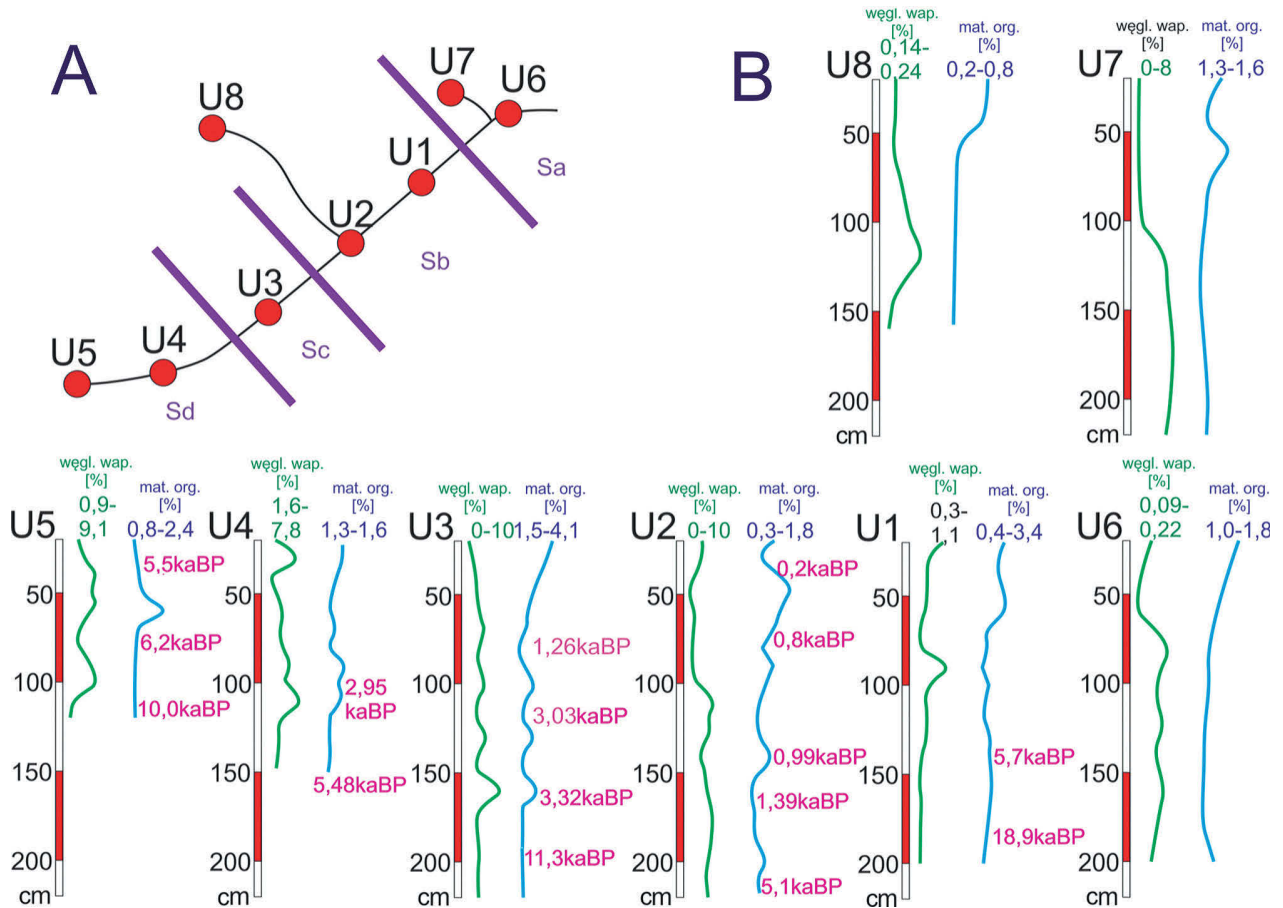 A
U8
U7
U6
U1
Sa
U2
Sb
U3
Sc
U5
U4
Sd
B
U8
węgl. wap.
[%]
0,14-
0,24
mat. org.
[%]
0,2-0,8
50
100
150
200
cm
U7
węgl. wap.
[%]
0-8
mat. org.
[%]
1,3-1,6
50
100
150
200
cm
U5
węgl. wap.
[%]
0,9-
9,1
mat. org.
[%]
0,8-2,4
50
100
150
200
cm
5,5kaBP
6,2kaBP
10,0kaBP
U4
węgl. wap.
[%]
1,6-
7,8
mat. org.
[%]
1,3-1,6
50
100
150
200
cm
2,95
kaBP
5,48kaBP
U3
węgl. wap.
[%]
0-10
mat. org.
[%]
1,5-4,1
50
100
150
200
cm
1,26kaBP
3,03kaBP
3,32kaBP
11,3kaBP
U2
węgl. wap.
[%]
0-10
mat. org.
[%]
0,3-1,8
50
100
150
200
cm
0,2kaBP
0,8kaBP
0,99kaBP
1,39kaBP
5,1kaBP
U1
węgl. wap.
[%]
0,3-
1,1
mat. org.
[%]
0,4-3,4
50
100
150
200
cm
5,7kaBP
18,9kaBP
U6
węgl. wap.
[%]
0,09-
0,22
mat. org.
[%]
1,0-1,8
50
100
150
200
cm